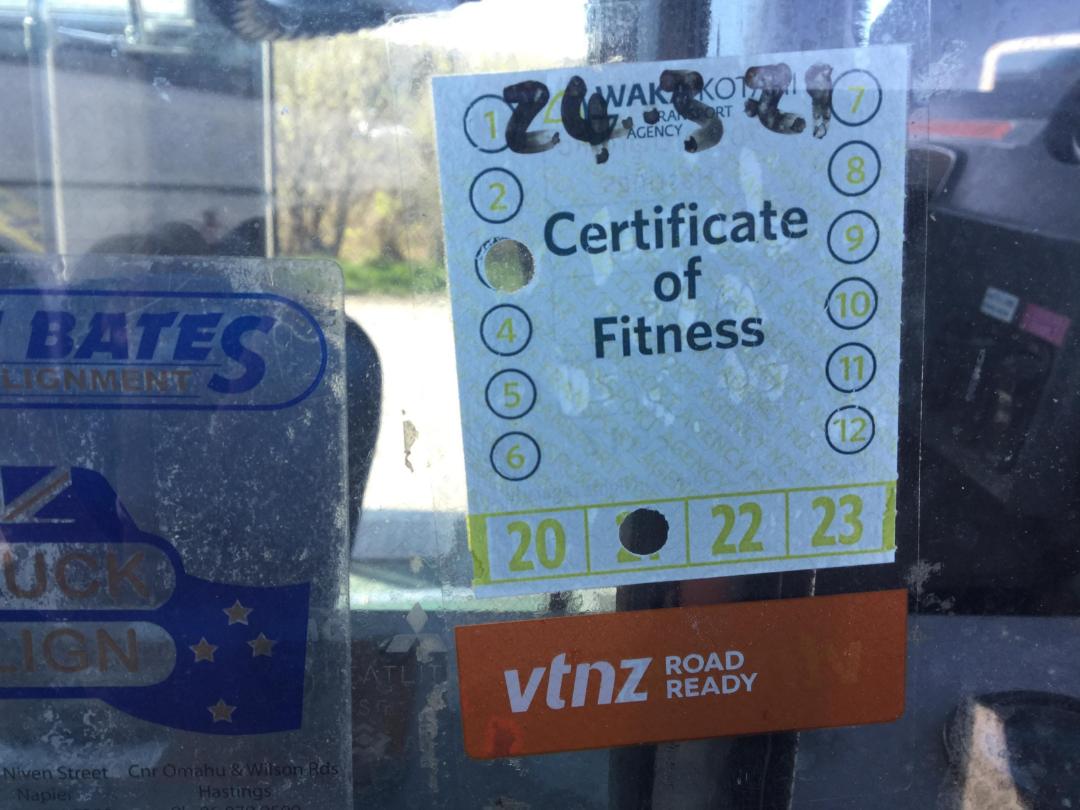 24-3-21
WAKA KOTAHI
TRANSPORT
AGENCY
1
2
4
5
6
7
8
9
10
11
12
Certificate
of
Fitness
20 22 23
vtnz ROAD
READY
BATES
LIGNMENT
UCK
LIGN
Niven Street
Napier
Cnr Omahu & Wilson Rds
Hastings